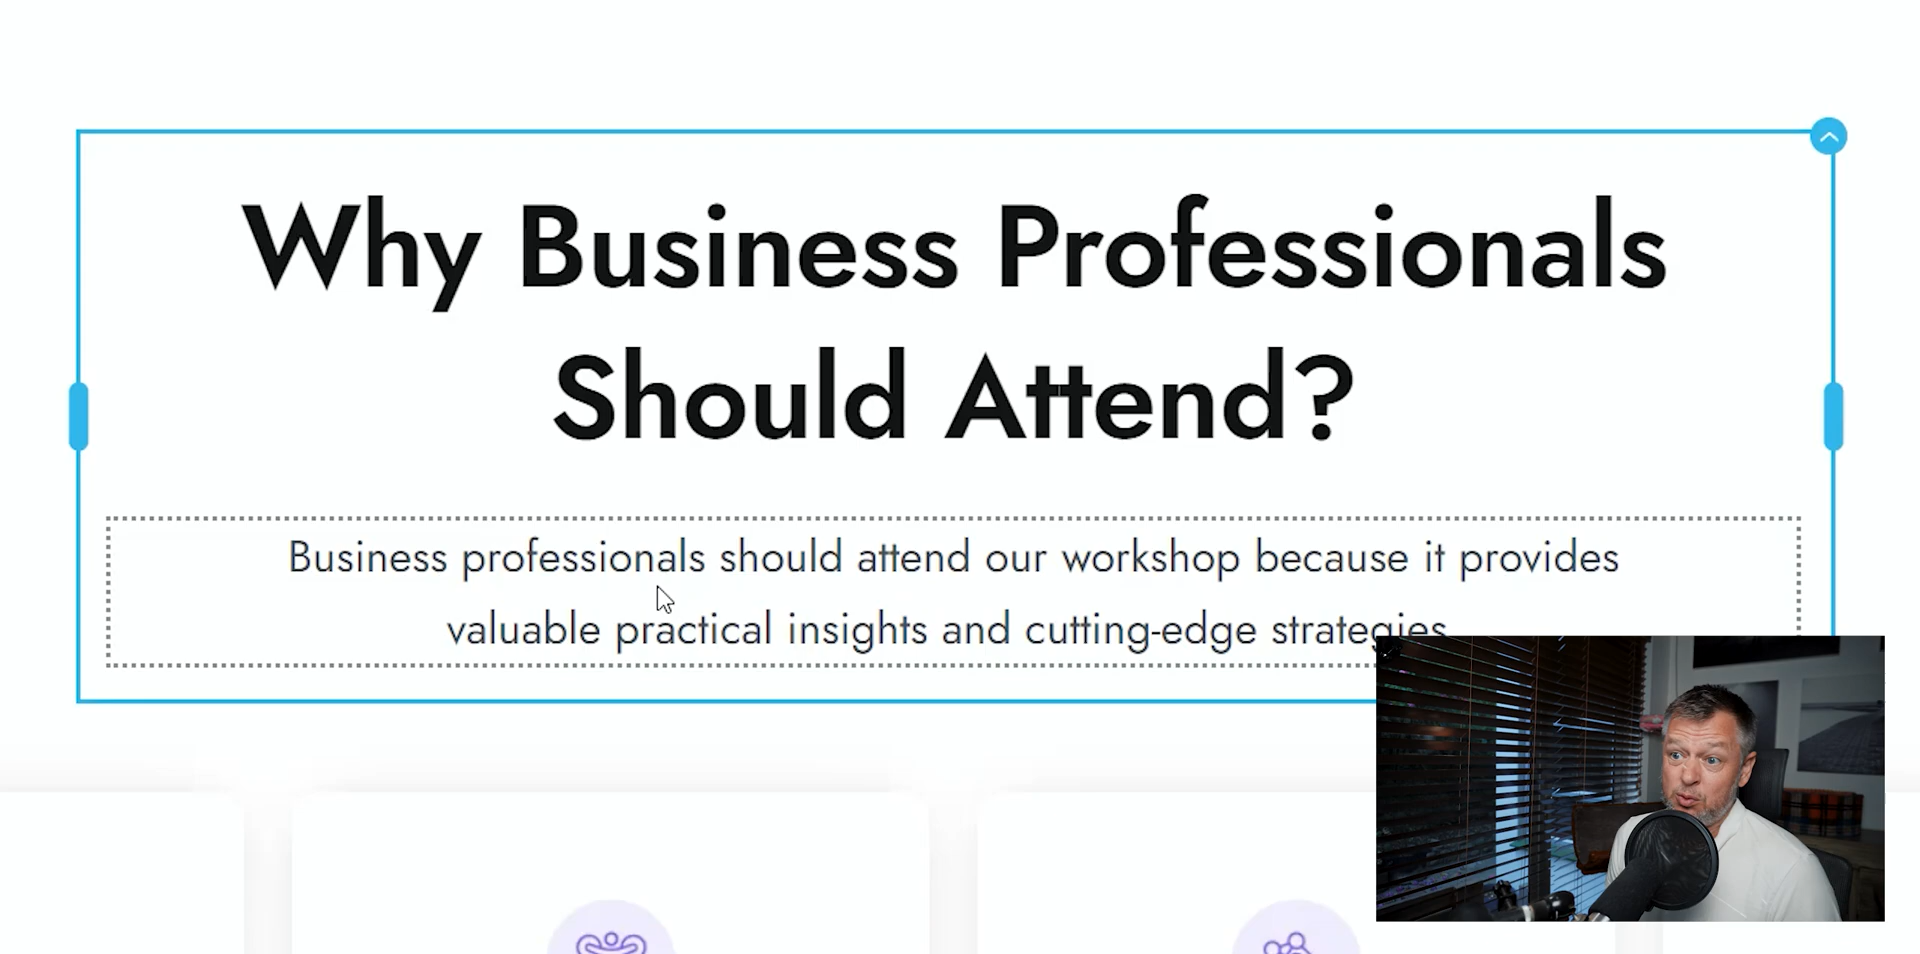 Why Business Professionals
Should Attend?
Business professionals should attend our workshop because it provides
valuable practical insights and cutting-edge strategies